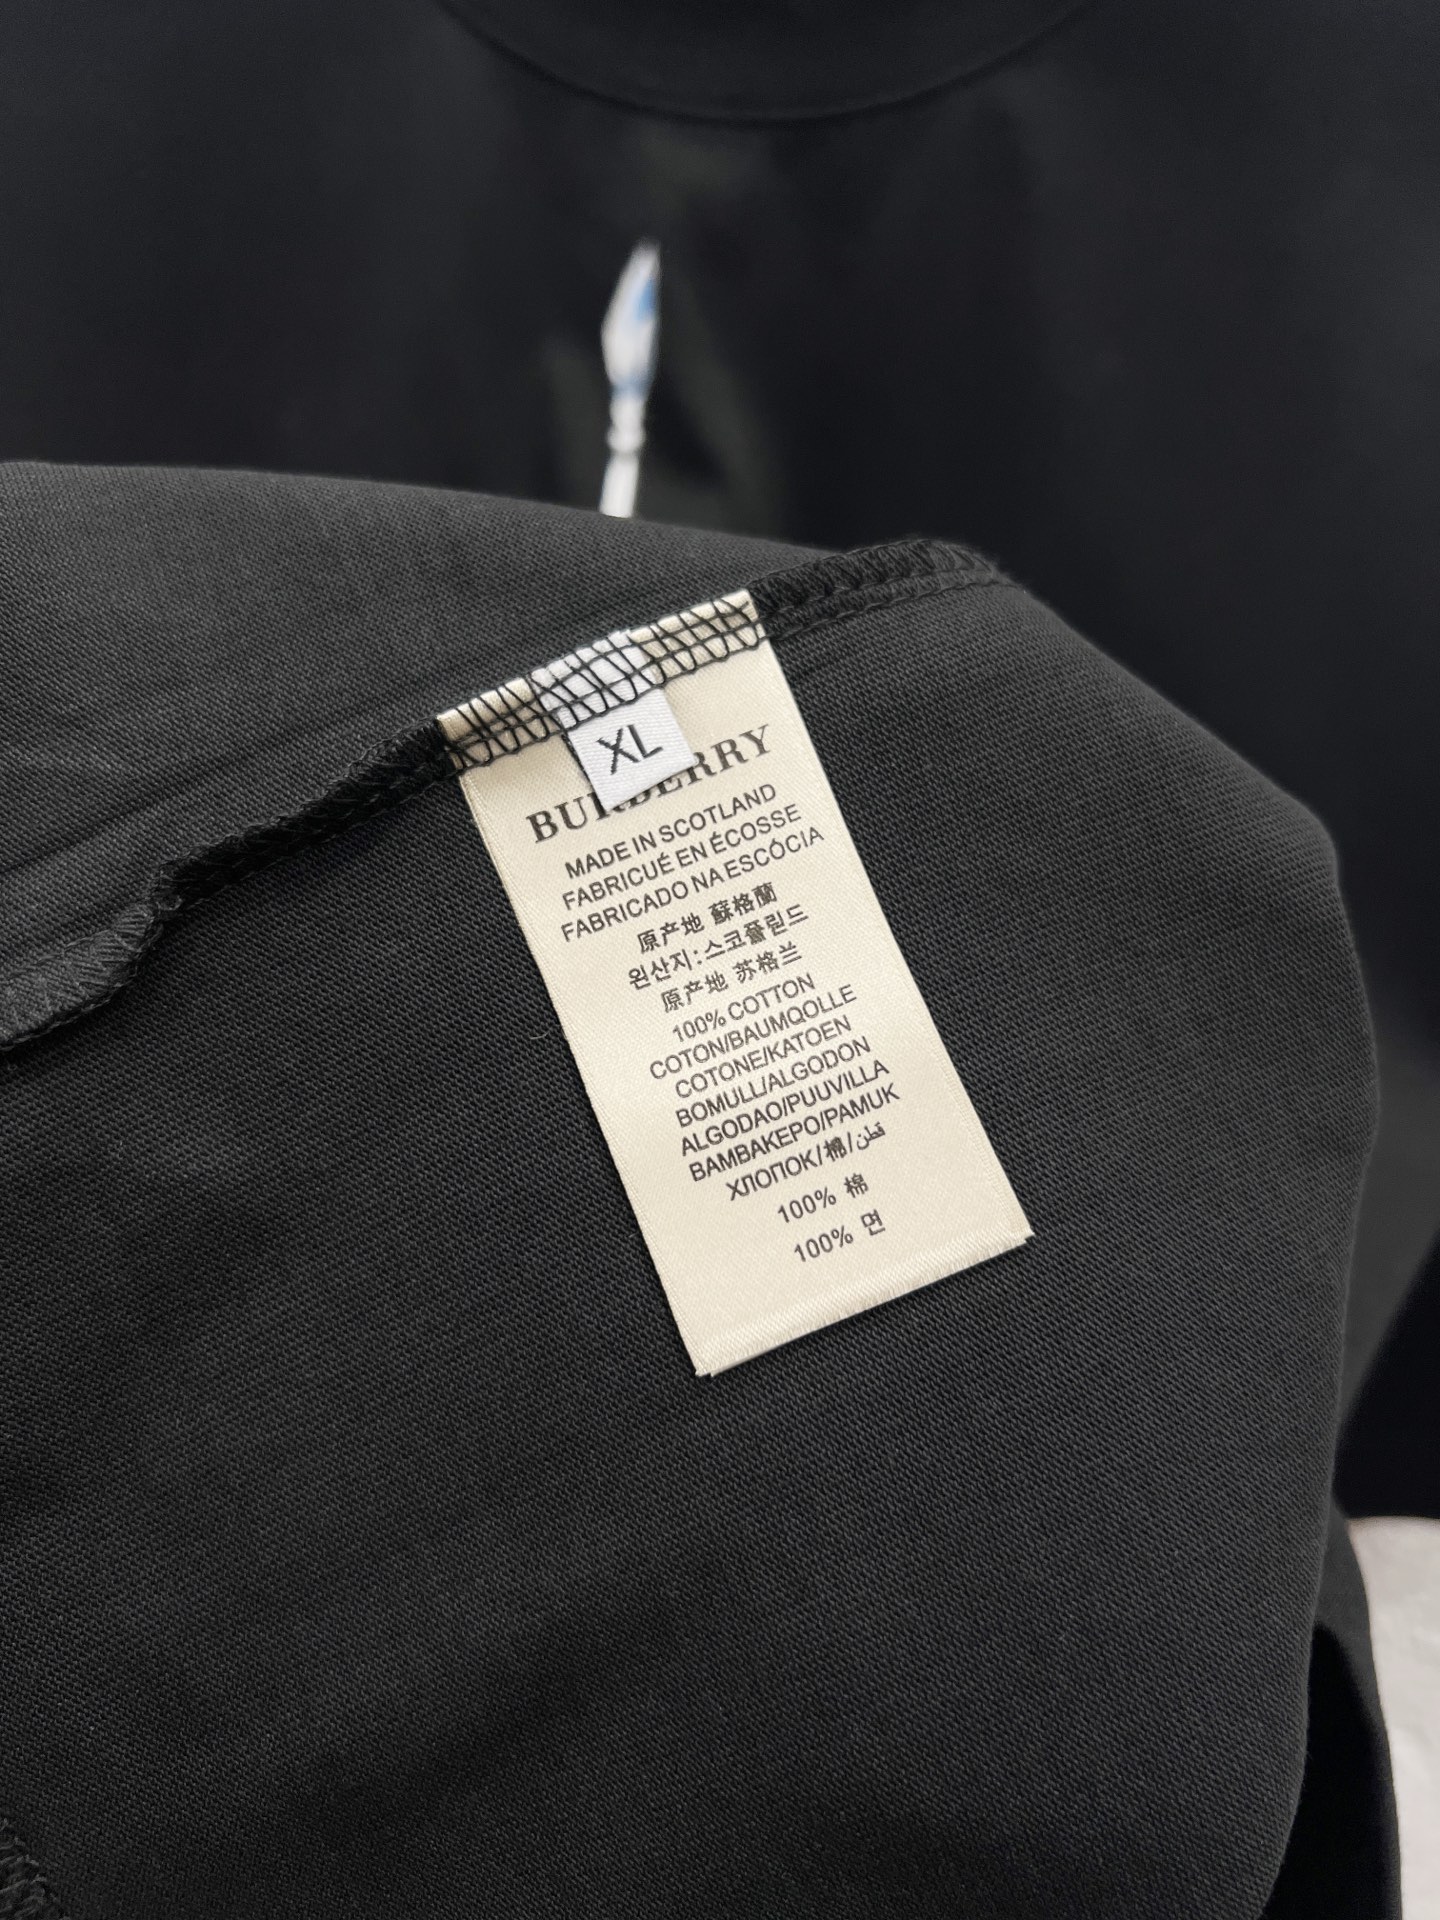 XL
BURBERRY
MADE IN SCOTLAND
FABRICUÉ EN ÉCOSSE
FABRICADO NA ESCÓCIA
原产地 蘇格蘭
원산지:스코틀린드
原产地 苏格兰
100% COTTON
COTON/BAUMQOLLE
COTONE/KATOEN
BOMULL/ALGODON
ALGODAO/PUUVILLA
BAMBAKEPO/PAMUK
ХЛОПОК/棉/قطن
100% 棉
100% 면